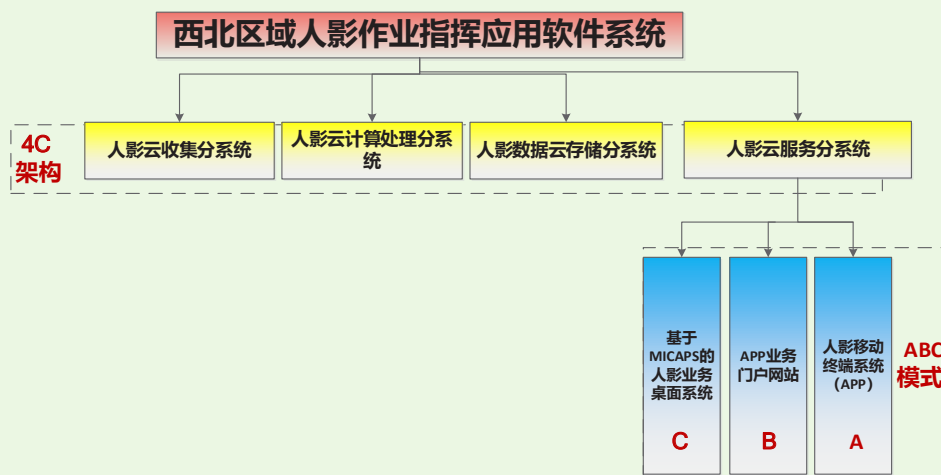 西北区域人影作业指挥应用软件系统
4C
架构
人影云收集分系统
人影云计算处理分系
统
人影数据云存储分系统
人影云服务分系统
基于
MICAPS的
人影业务
桌面系统
C
APP业务
门户网站
B
人影移动
终端系统
（APP）
A
ABC
模式